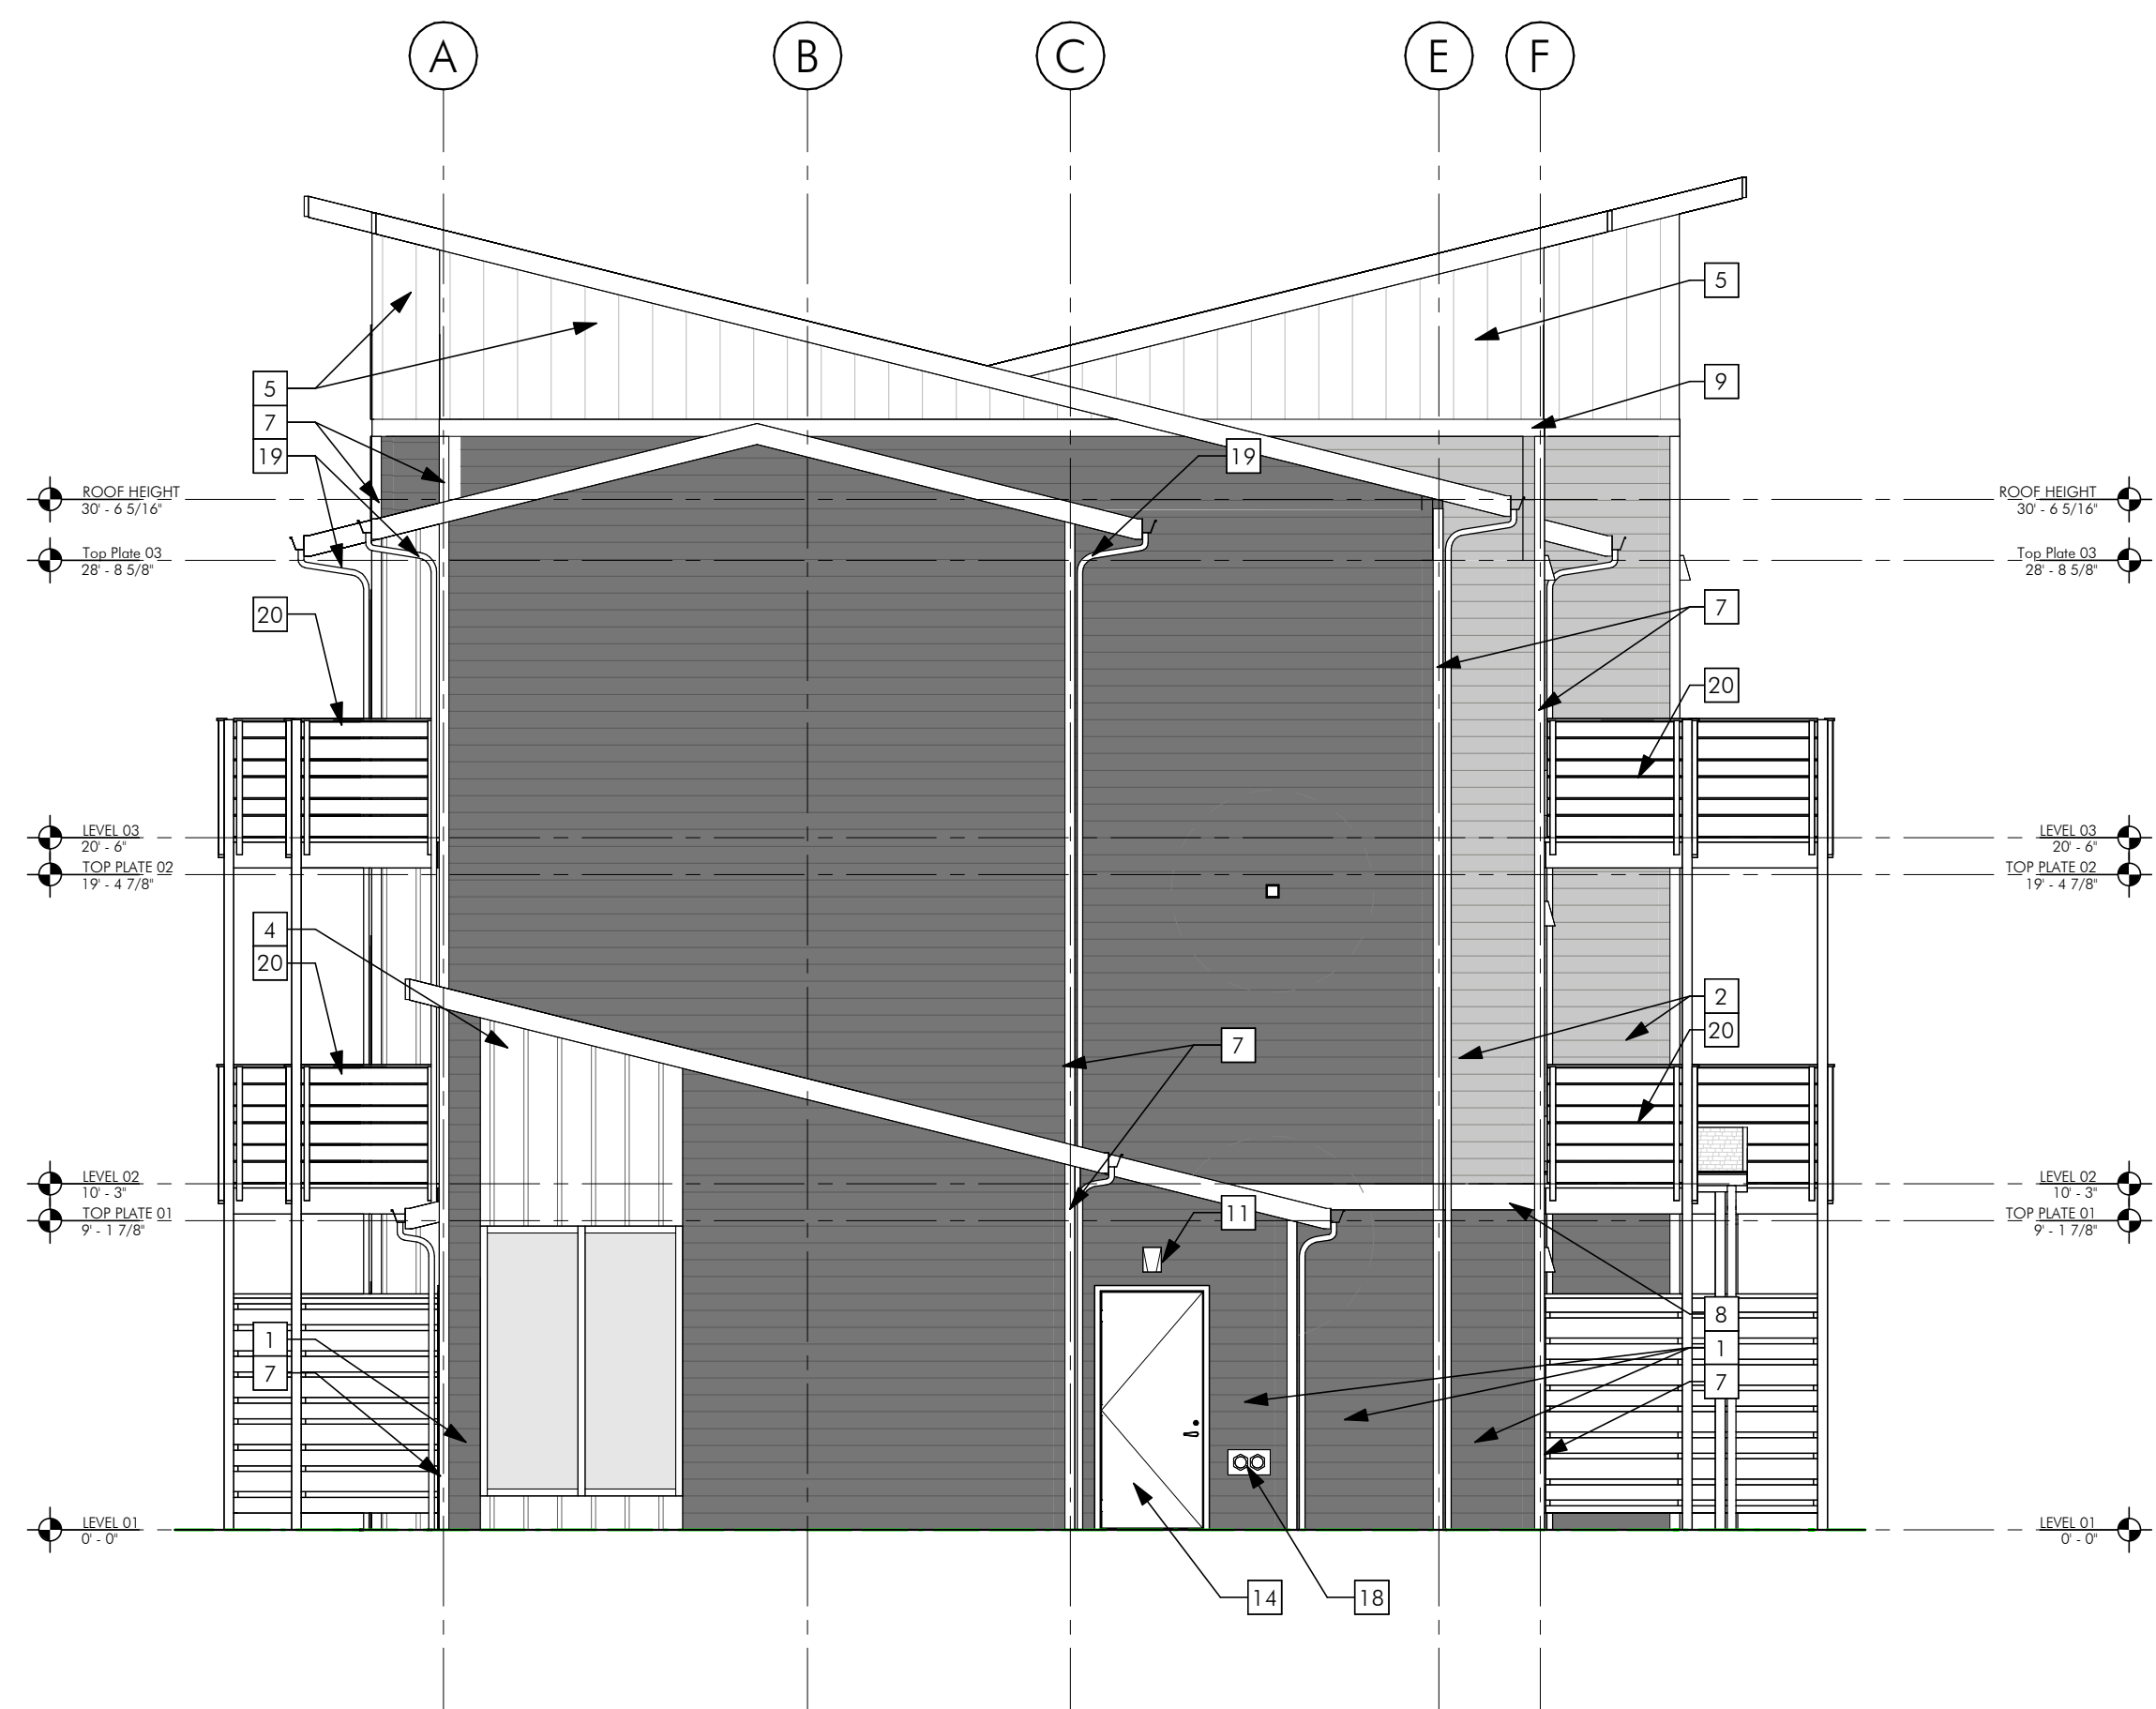 A B C E F
5
5
9
7
19
19
ROOF HEIGHT
30' - 6 5/16"
ROOF HEIGHT
30' - 6 5/16"
Top Plate 03
28' - 8 5/8"
Top Plate 03
28' - 8 5/8"
20
7
20
LEVEL 03
20' - 6"
LEVEL 03
20' - 6"
TOP PLATE 02
19' - 4 7/8"
TOP PLATE 02
19' - 4 7/8"
4
20
2
20
7
LEVEL 02
10' - 3"
LEVEL 02
10' - 3"
TOP PLATE 01
9' - 1 7/8"
TOP PLATE 01
9' - 1 7/8"
11
1
7
8
1
7
LEVEL 01
0' - 0"
LEVEL 01
0' - 0"
14
18